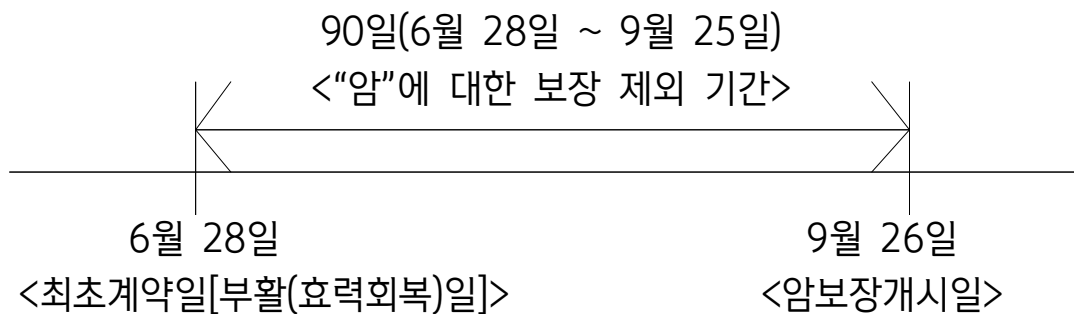 90일(6월 28일 ~ 9월 25일)
<“암”에 대한 보장 제외 기간>
6월 28일
<최초계약일[부활(효력회복)일]>
9월 26일
<암보장개시일>